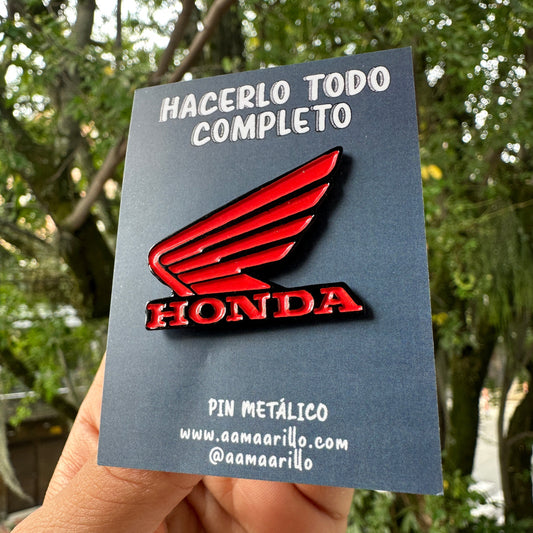 HACERLO TODO
COMPLETO
HONDA
PIN METÁLICO
www.aamaarillo.com
@aamaarillo